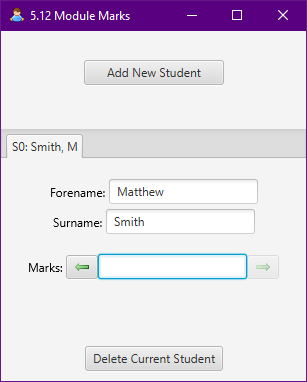 5.12 Module Marks
Add New Student
S0: Smith, M
Forename: Matthew
Surname: Smith
Marks:
Delete Current Student